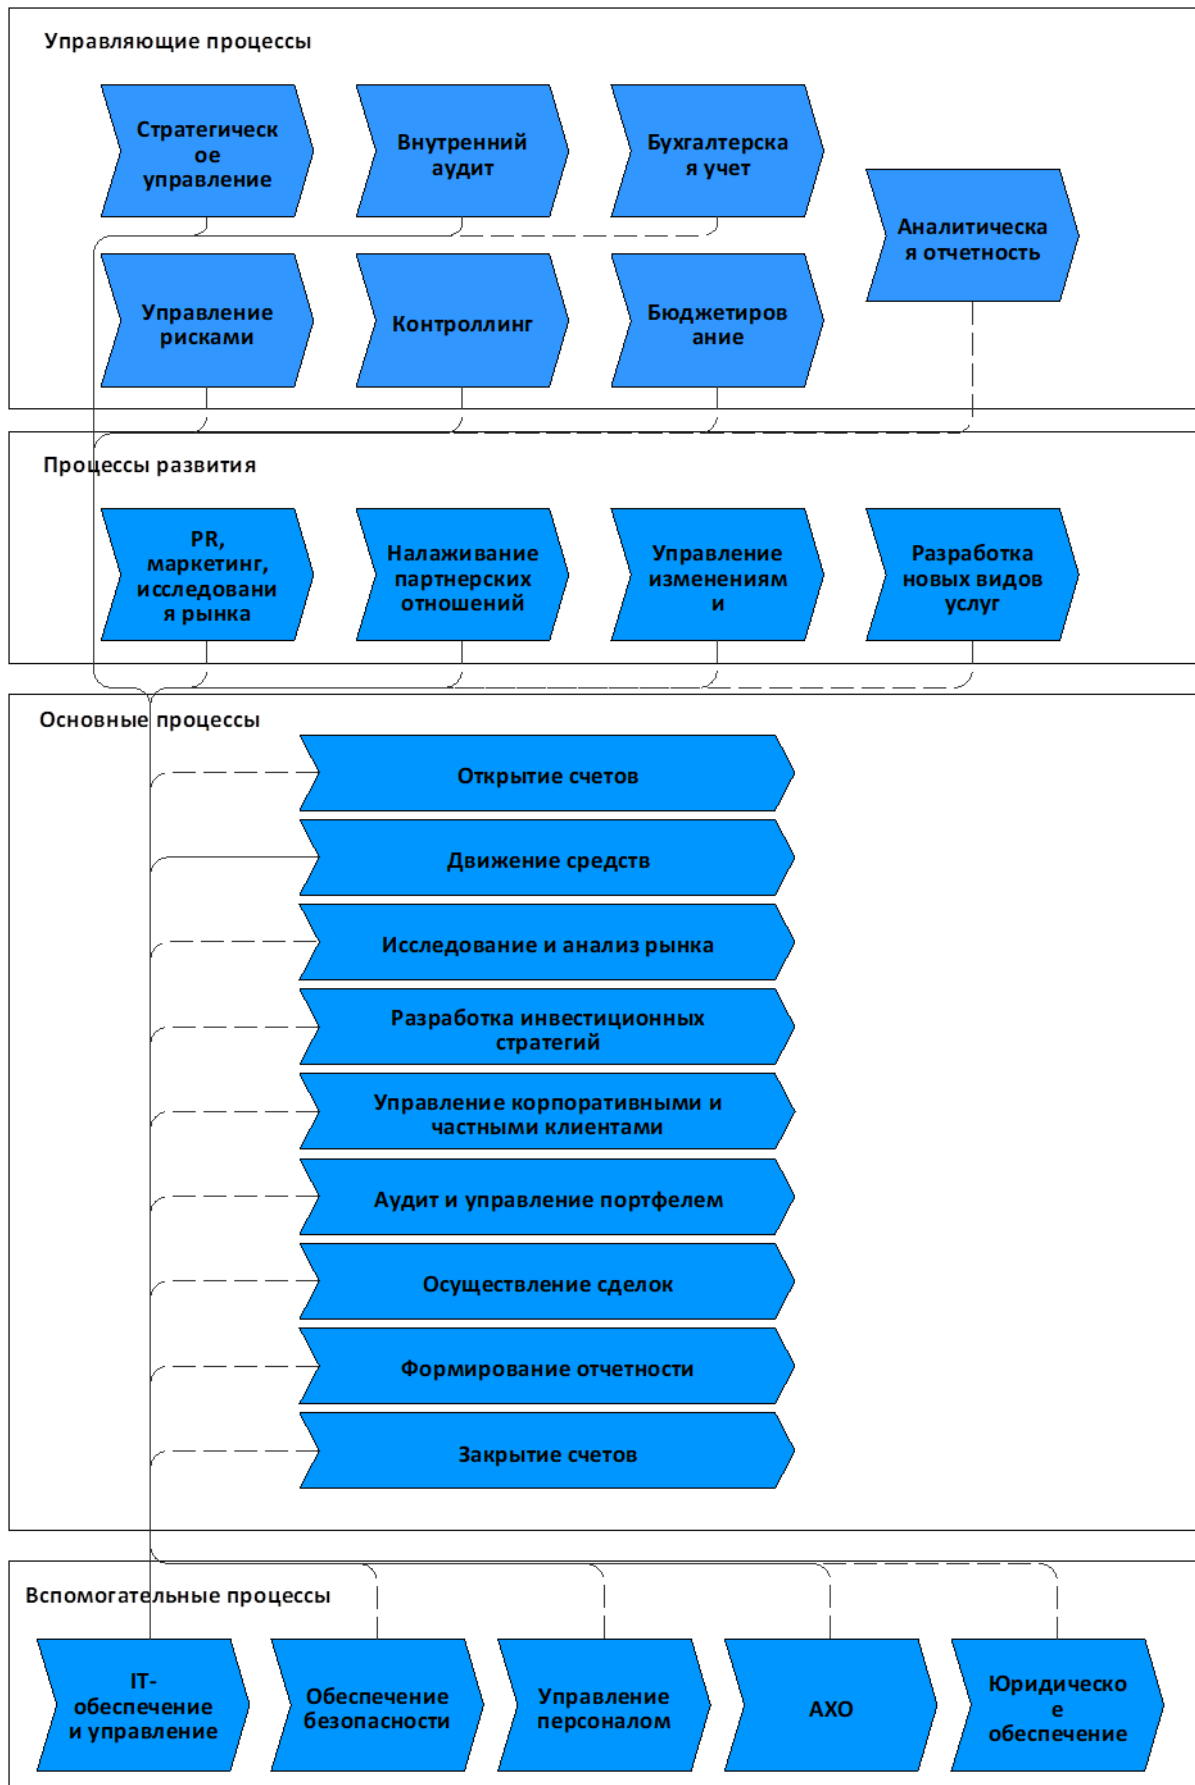 Управляющие процессы
Стратегическ
ое
управление
Внутренний
аудит
Бухгалтерска
я учет
Аналитическа
я отчетность
Управление
рисками
Контроллинг
Бюджетиров
ание
Процессы развития
PR,
маркетинг,
исследовани
я рынка
Налаживание
партнерских
отношений
Управление
изменениям
и
Разработка
новых видов
услуг
Основные процессы
Открытие счетов
Движение средств
Исследование и анализ рынка
Разработка инвестиционных
стратегий
Управление корпоративными и
частными клиентами
Аудит и управление портфелем
Осуществление сделок
Формирование отчетности
Закрытие счетов
Вспомогательные процессы
IT-
обеспечение
и управление
Обеспечение
безопасности
Управление
персоналом
АХО
Юридическо
е
обеспечение